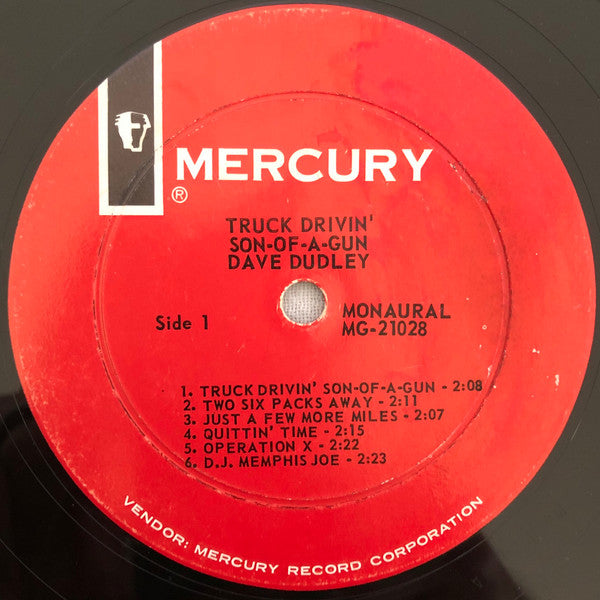 MERCURY
®
TRUCK DRIVIN'
SON-OF-A-GUN
DAVE DUDLEY
Side 1
MONAURAL
MG-21028
1. TRUCK DRIVIN' SON-OF-A-GUN - 2:08
2. TWO SIX PACKS AWAY - 2:11
3. JUST A FEW MORE MILES - 2:07
4. QUITTIN' TIME - 2:15
5. OPERATION X - 2:22
6. D.J. MEMPHIS JOE - 2:23
VENDOR: MERCURY RECORD CORPORATION